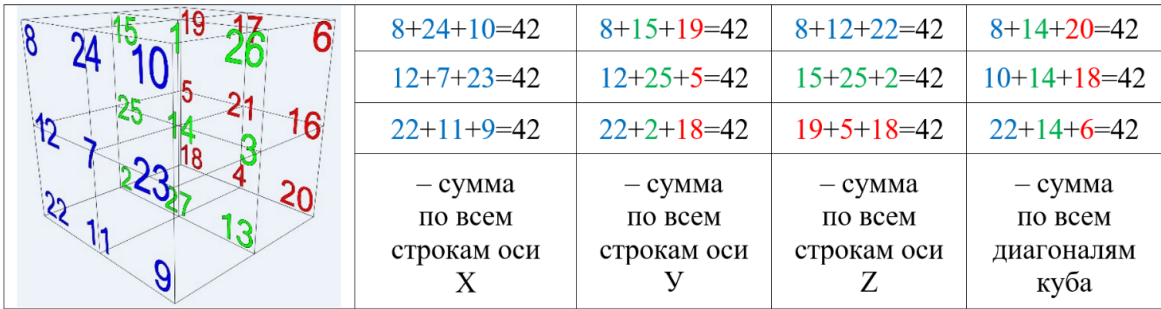 8 24 10 15 1 26 19 17 6
12 7 23 25 14 3 5 21 16
22 11 9 2 27 13 18 4 20
8+24+10=42 8+15+19=42 8+12+22=42 8+14+20=42
12+7+23=42 12+25+5=42 15+25+2=42 10+14+18=42
22+11+9=42 22+2+18=42 19+5+18=42 22+14+6=42
– сумма
по всем
строкам оси
X
– сумма
по всем
строкам оси
У
– сумма
по всем
строкам оси
Z
– сумма
по всем
диагоналям
куба